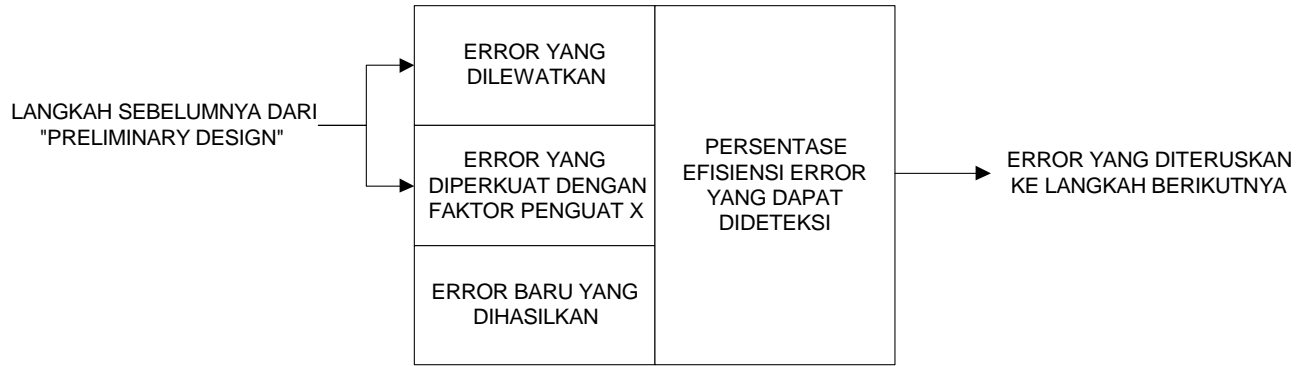 LANGKAH SEBELUMNYA DARI
"PRELIMINARY DESIGN"
ERROR YANG
DILEWATKAN
ERROR YANG
DIPERKUAT DENGAN
FAKTOR PENGUAT X
ERROR BARU YANG
DIHASILKAN
PERSENTASE
EFISIENSI ERROR
YANG DAPAT
DIDETEKSI
ERROR YANG DITERUSKAN
KE LANGKAH BERIKUTNYA